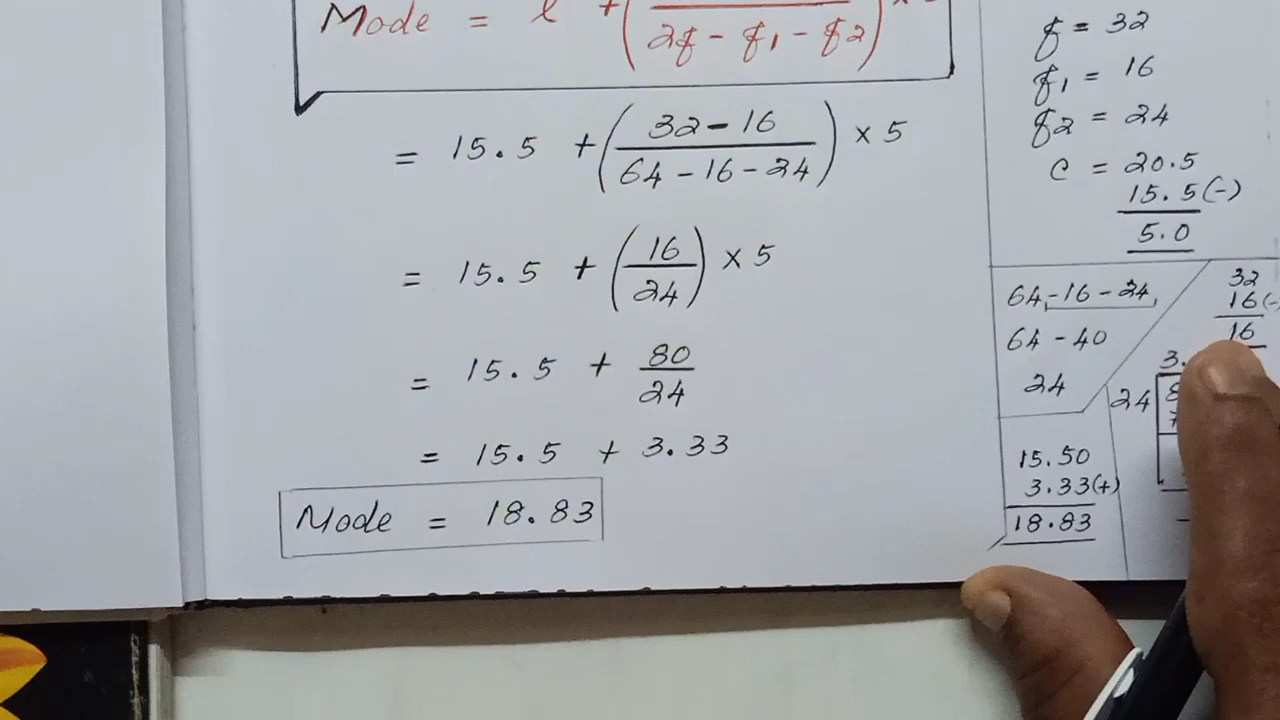 Mode = l + ( / 2f - f1 - f2) ×
= 15.5 + (32 - 16 / 64 - 16 - 24) × 5
= 15.5 + (16 / 24) × 5
= 15.5 + 80 / 24
= 15.5 + 3.33
Mode = 18.83
f = 32
f1 = 16
f2 = 24
c = 20.5
15.5 (-)
5.0
64 - 16 - 24
64 - 40
24
32
16 (-)
16
3.
24
15.50
3.33 (+)
18.83